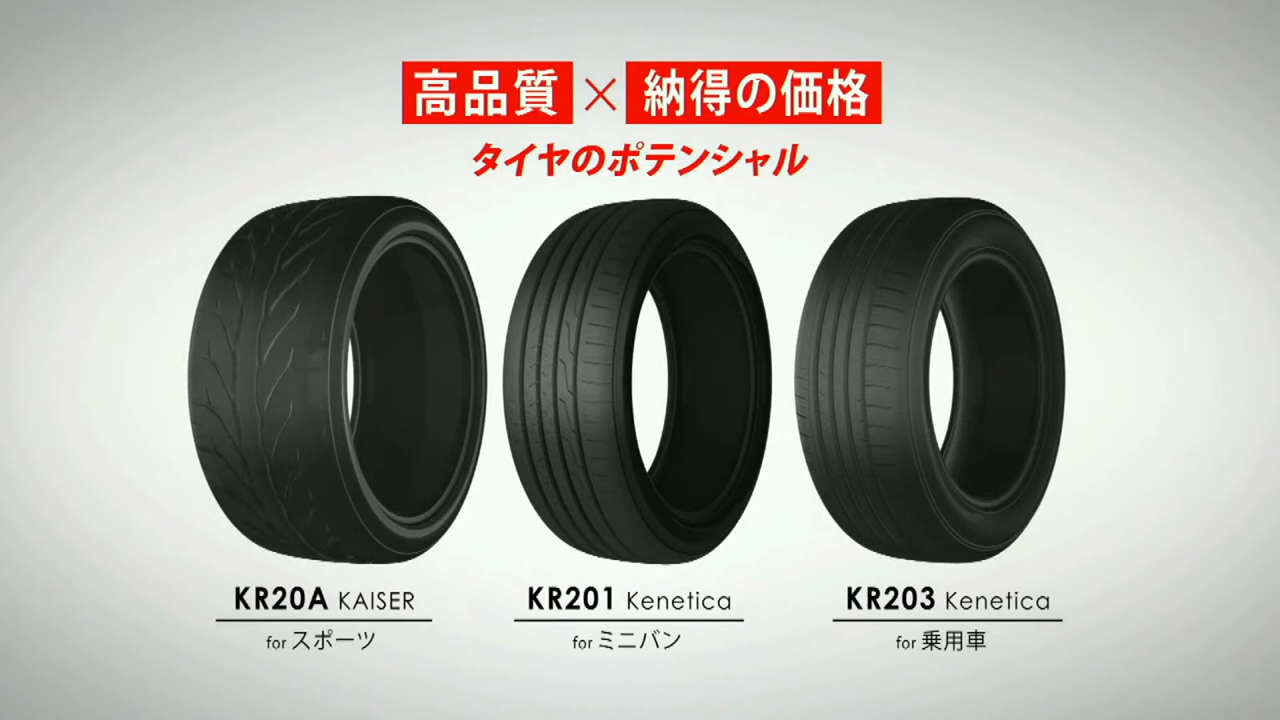 高品質×納得の価格
タイヤのポテンシャル
KR20A KAISER
for スポーツ
KR201 Kenetica
for ミニバン
KR203 Kenetica
for 乗用車